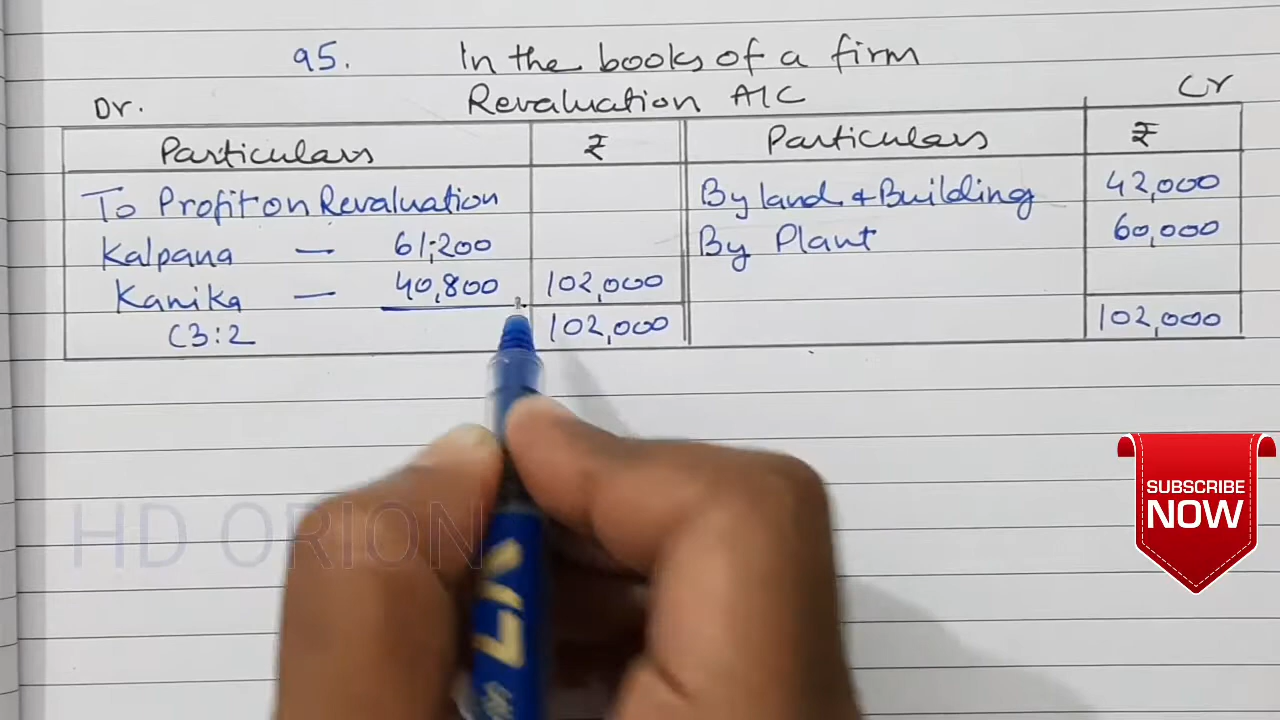 95. In the books of a firm
Dr. Revaluation A/C Cr
Particulars ₹ Particulars ₹
To Profit on Revaluation By land & Building 42,000
Kalpana — 61,200 By Plant 60,000
Kanika — 40,800 102,000
(3:2 102,000 102,000
HD ORION
SUBSCRIBE
NOW